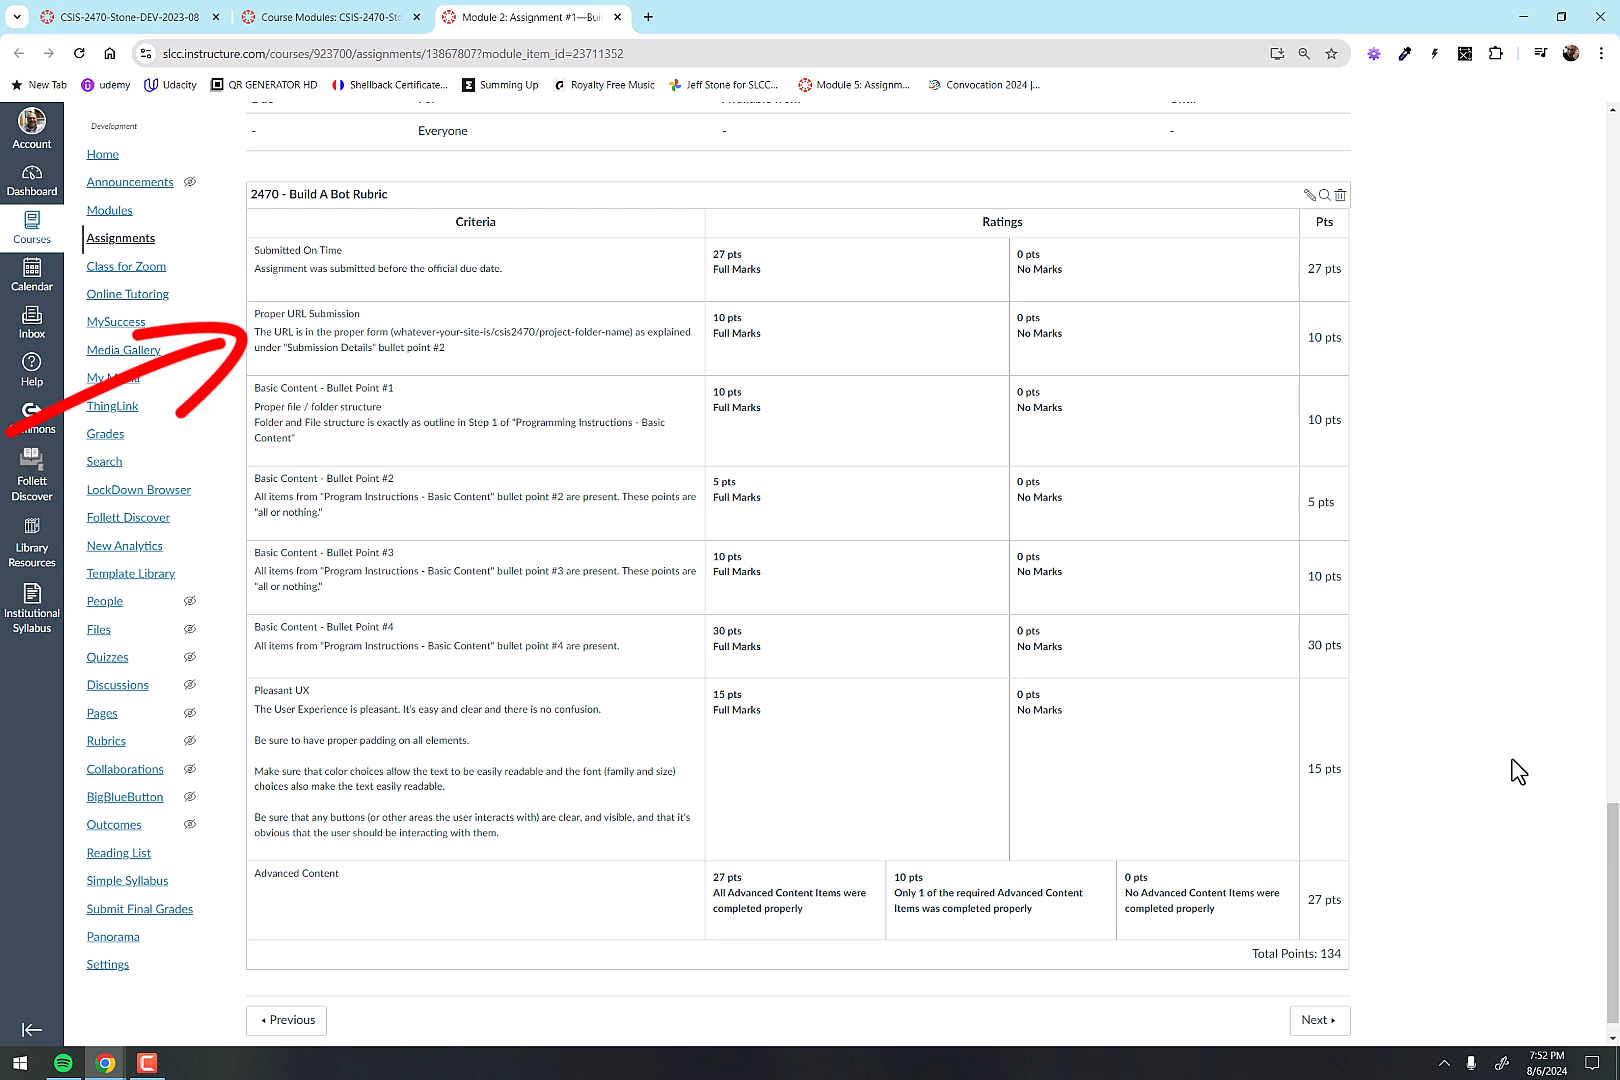 CSIS-2470-Stone-DEV-2023-08
Course Modules: CSIS-2470-Sto
Module 2: Assignment #1—Buil
slcc.instructure.com/courses/923700/assignments/13867807?module_item_id=23711352
New Tab
udemy
Udacity
QR GENERATOR HD
Shellback Certificate...
Summing Up
Royalty Free Music
Jeff Stone for SLCC...
Module 5: Assignm...
Convocation 2024 |...
Account
Dashboard
Courses
Calendar
Inbox
Help
mmons
Follett
Discover
Library
Resources
Institutional
Syllabus
Development
Home
Announcements
Modules
Assignments
Class for Zoom
Online Tutoring
MySuccess
Media Gallery
My Media
ThingLink
Grades
Search
LockDown Browser
Follett Discover
New Analytics
Template Library
People
Files
Quizzes
Discussions
Pages
Rubrics
Collaborations
BigBlueButton
Outcomes
Reading List
Simple Syllabus
Submit Final Grades
Panorama
Settings
- Everyone - -
2470 - Build A Bot Rubric
Criteria Ratings Pts
Submitted On Time
Assignment was submitted before the official due date.
27 pts
Full Marks
0 pts
No Marks
27 pts
Proper URL Submission
The URL is in the proper form (whatever-your-site-is/csis2470/project-folder-name) as explained
under "Submission Details" bullet point #2
10 pts
Full Marks
0 pts
No Marks
10 pts
Basic Content - Bullet Point #1
Proper file / folder structure
Folder and File structure is exactly as outline in Step 1 of "Programming Instructions - Basic
Content"
10 pts
Full Marks
0 pts
No Marks
10 pts
Basic Content - Bullet Point #2
All items from "Program Instructions - Basic Content" bullet point #2 are present. These points are
"all or nothing."
5 pts
Full Marks
0 pts
No Marks
5 pts
Basic Content - Bullet Point #3
All items from "Program Instructions - Basic Content" bullet point #3 are present. These points are
"all or nothing."
10 pts
Full Marks
0 pts
No Marks
10 pts
Basic Content - Bullet Point #4
All items from "Program Instructions - Basic Content" bullet point #4 are present.
30 pts
Full Marks
0 pts
No Marks
30 pts
Pleasant UX
The User Experience is pleasant. It's easy and clear and there is no confusion.
Be sure to have proper padding on all elements.
Make sure that color choices allow the text to be easily readable and the font (family and size)
choices also make the text easily readable.
Be sure that any buttons (or other areas the user interacts with) are clear, and visible, and that it's
obvious that the user should be interacting with them.
15 pts
Full Marks
0 pts
No Marks
15 pts
Advanced Content
27 pts
All Advanced Content Items were
completed properly
10 pts
Only 1 of the required Advanced Content
Items was completed properly
0 pts
No Advanced Content Items were
completed properly
27 pts
Total Points: 134
Previous
Next
7:52 PM
8/6/2024